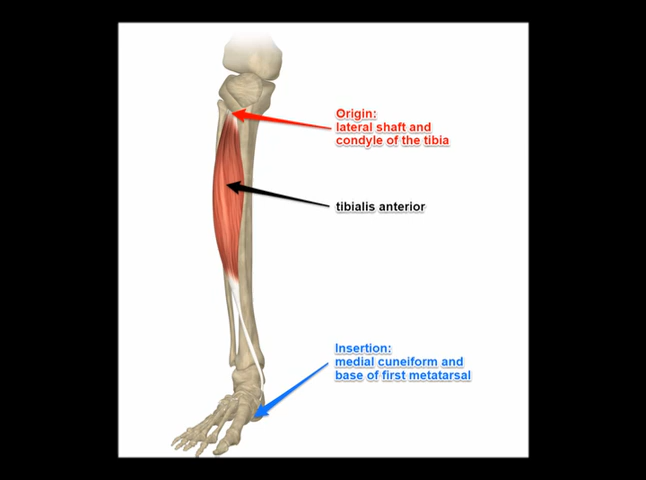 Origin:
lateral shaft and
condyle of the tibia
tibialis anterior
Insertion:
medial cuneiform and
base of first metatarsal